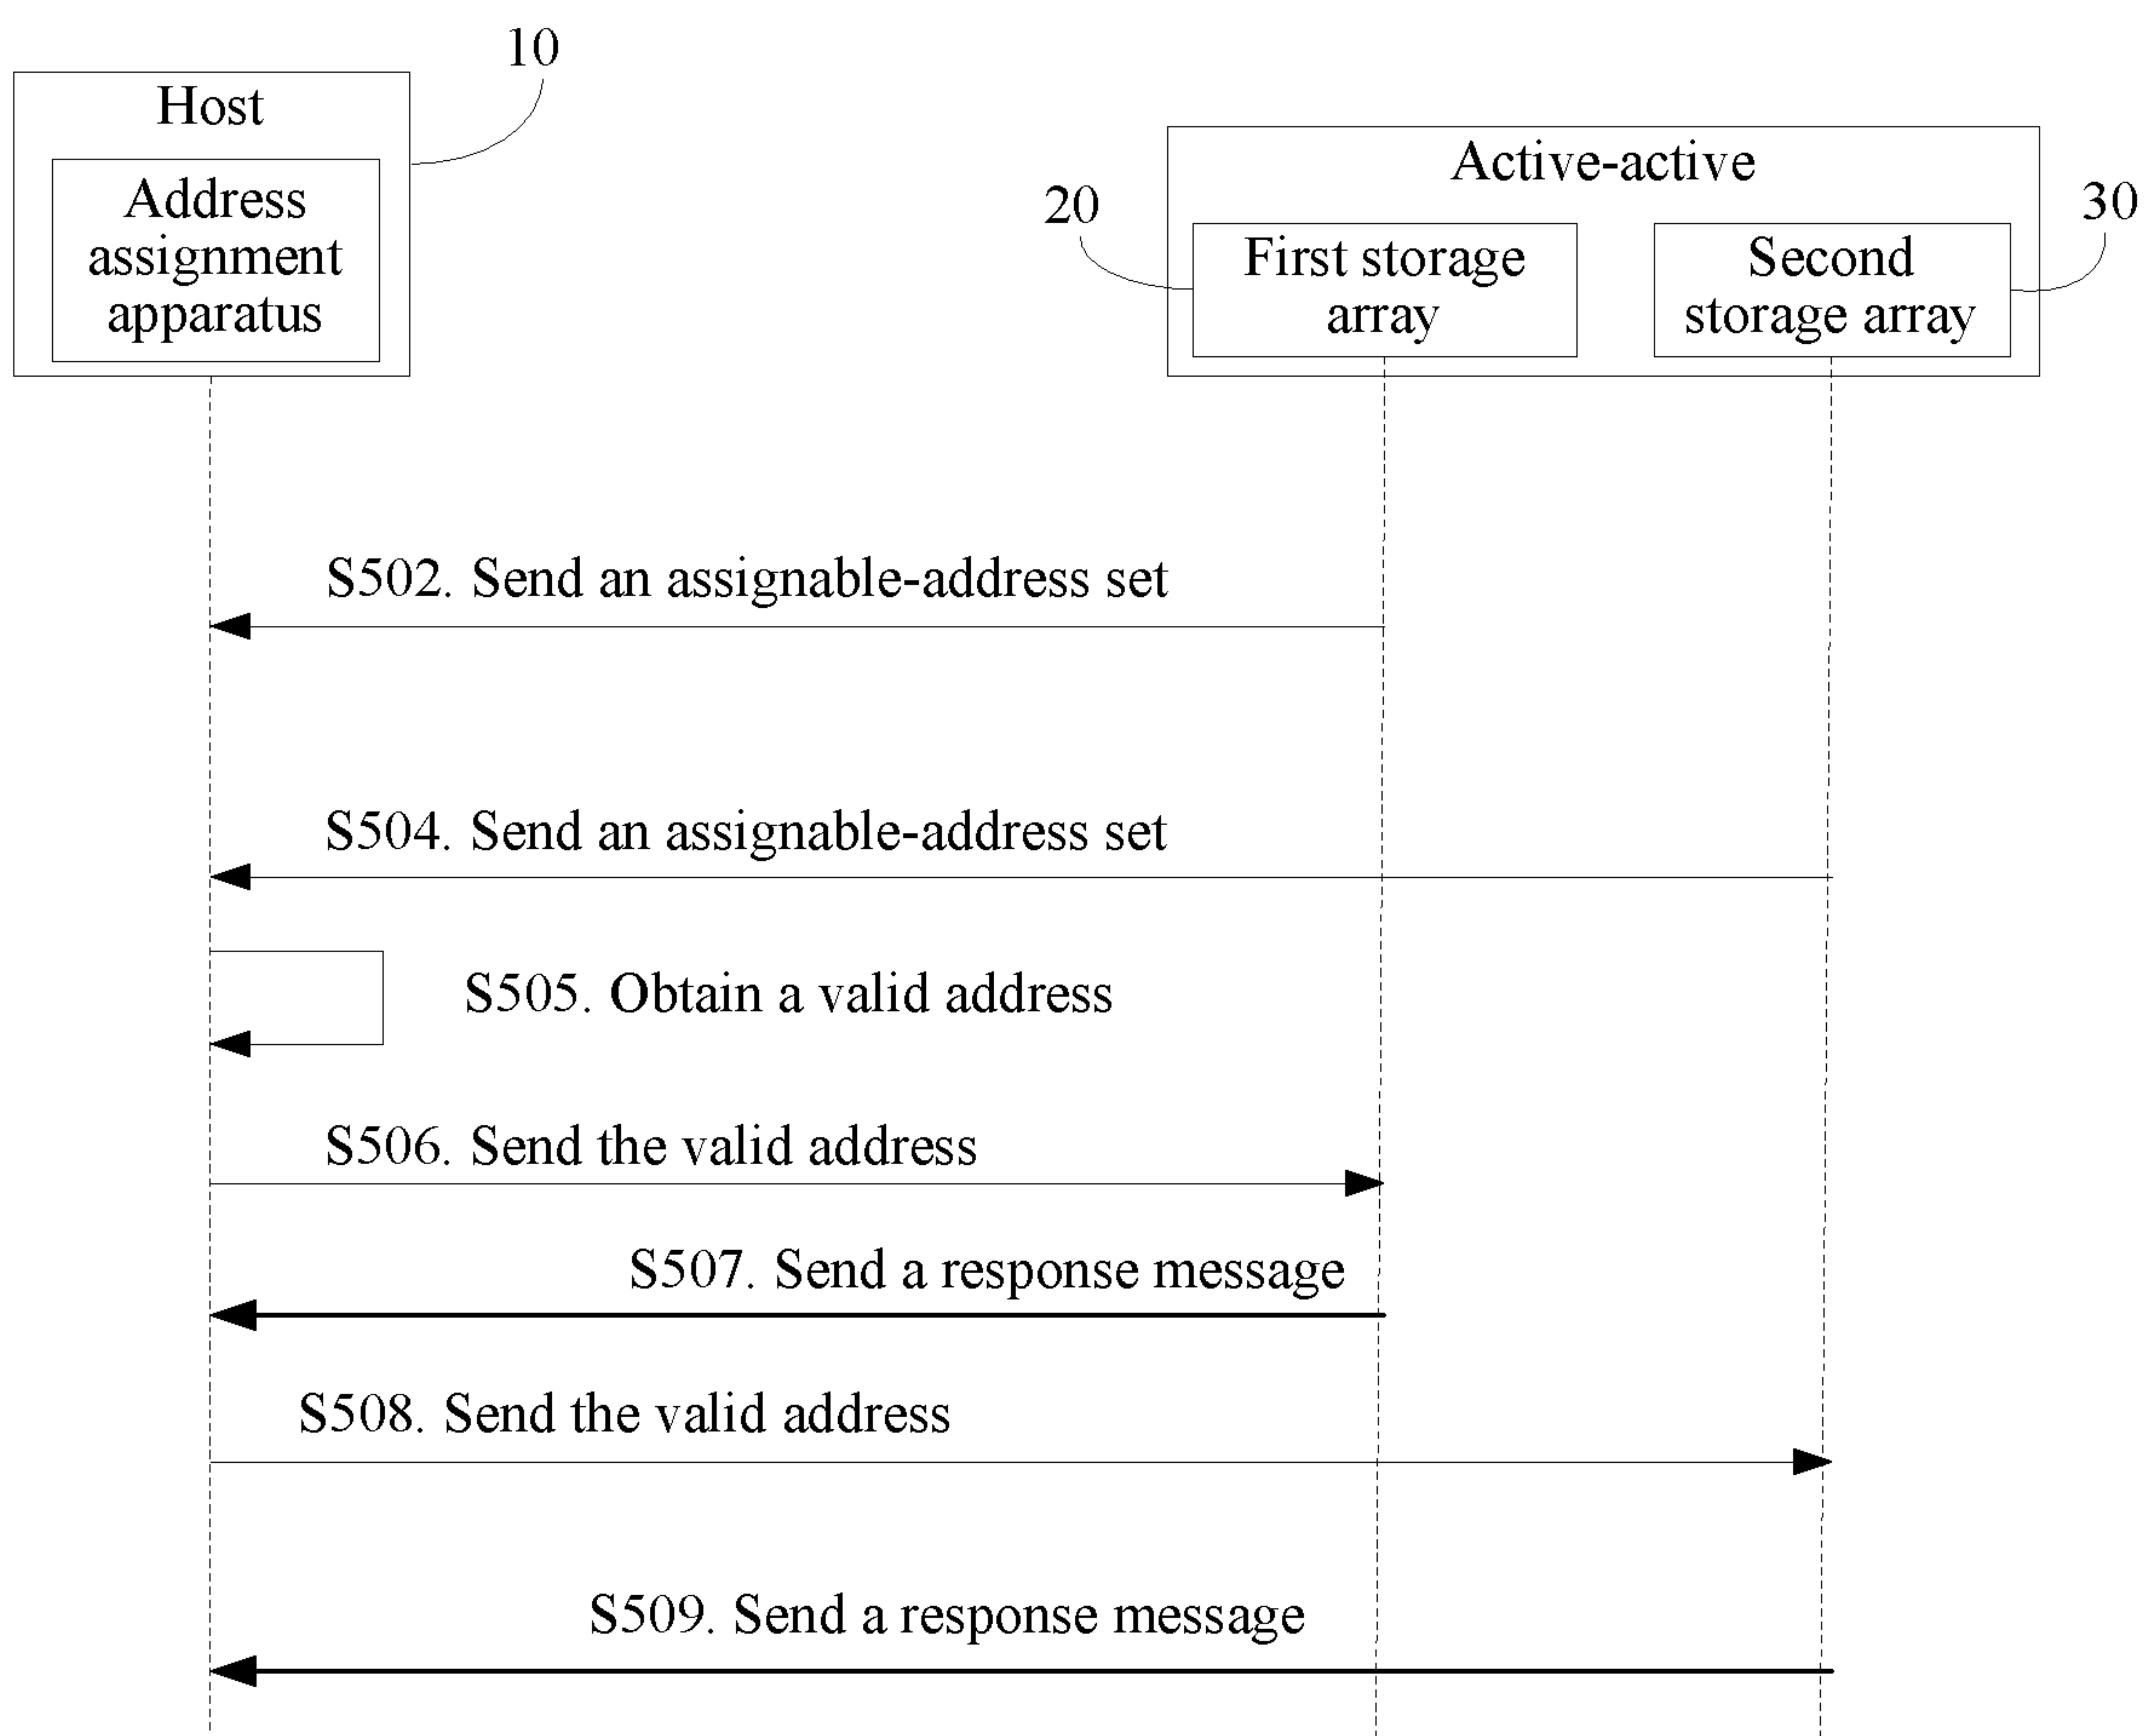 10
Host
Address
assignment
apparatus
Active-active
20
30
First storage
array
Second
storage array
S502. Send an assignable-address set
S504. Send an assignable-address set
S505. Obtain a valid address
S506. Send the valid address
S507. Send a response message
S508. Send the valid address
S509. Send a response message